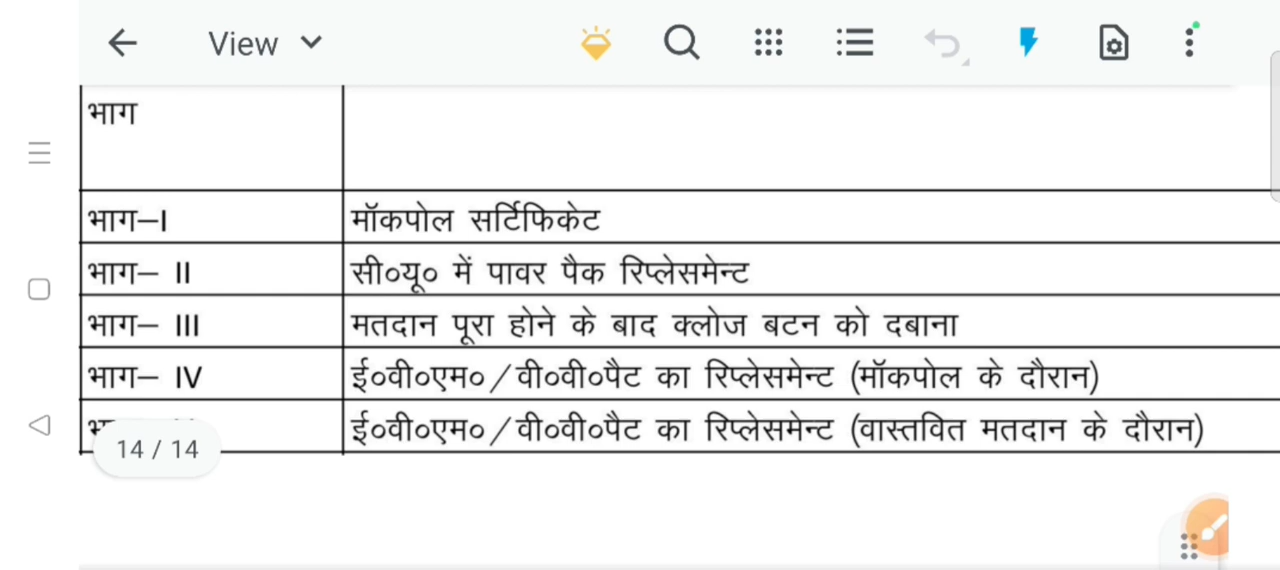 View
भाग
भाग–I मॉकपोल सर्टिफिकेट
भाग– II सी०यू० में पावर पैक रिप्लेसमेन्ट
भाग– III मतदान पूरा होने के बाद क्लोज बटन को दबाना
भाग– IV ई०वी०एम०/वी०वी०पैट का रिप्लेसमेन्ट (मॉकपोल के दौरान)
ई०वी०एम०/वी०वी०पैट का रिप्लेसमेन्ट (वास्तवित मतदान के दौरान)
14 / 14